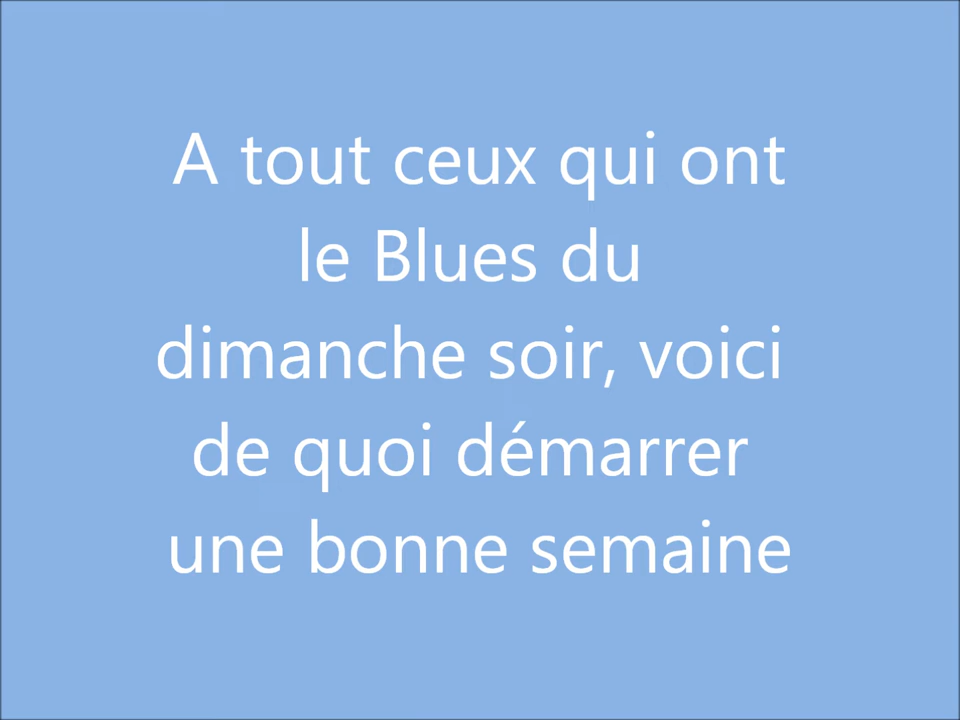 A tout ceux qui ont
le Blues du
dimanche soir, voici
de quoi démarrer
une bonne semaine